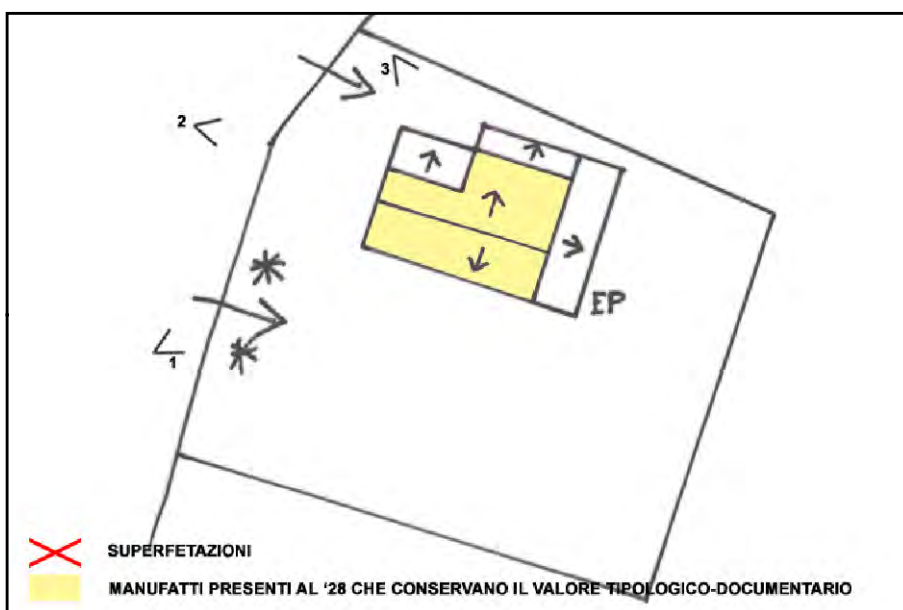 3
2
EP
1
SUPERFETAZIONI
MANUFATTI PRESENTI AL '28 CHE CONSERVANO IL VALORE TIPOLOGICO-DOCUMENTARIO